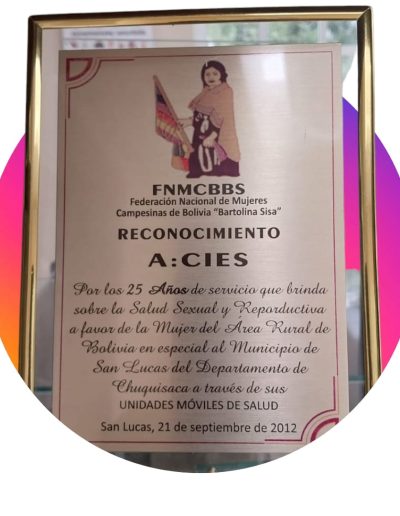 FNMCBBS
Federación Nacional de Mujeres
Campesinas de Bolivia "Bartolina Sisa"
RECONOCIMIENTO
A:CIES
Por los 25 Años de servicio que brinda
sobre la Salud Sexual y Reporductiva
a favor de la Mujer del Area Rural de
Bolivia en especial al Municipio de
San Lucas del Departamento de
Chuquisaca a través de sus
UNIDADES MÓVILES DE SALUD
San Lucas, 21 de septiembre de 2012